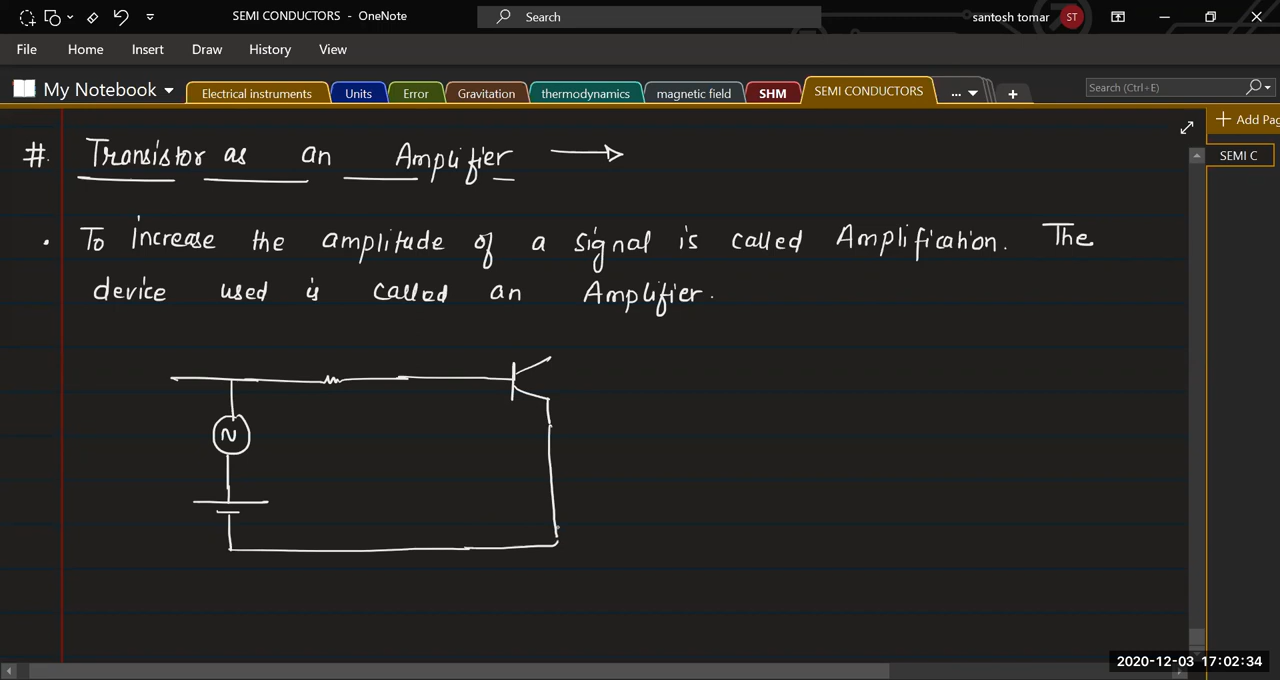 SEMI CONDUCTORS - OneNote
Search
santosh tomar
ST
File Home Insert Draw History View
My Notebook
Electrical instruments
Units
Error
Gravitation
thermodynamics
magnetic field
SHM
SEMI CONDUCTORS
...
Search (Ctrl+E)
Add Pag
SEMI C
#. Transistor as an Amplifier
. To increase the amplitude of a signal is called Amplification. The
device used is called an Amplifier.
2020-12-03 17:02:34